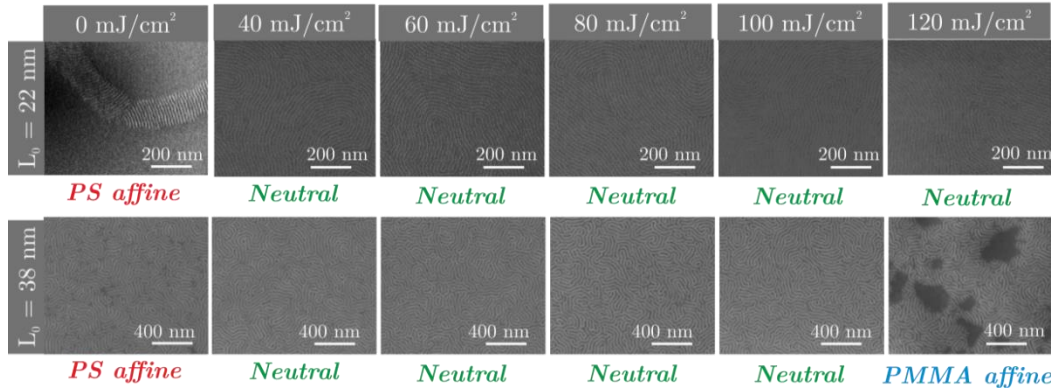 0 mJ/cm² 40 mJ/cm² 60 mJ/cm² 80 mJ/cm² 100 mJ/cm² 120 mJ/cm²
L₀ = 22 nm
200 nm 200 nm 200 nm 200 nm 200 nm 200 nm
PS affine Neutral Neutral Neutral Neutral Neutral
L₀ = 38 nm
400 nm 400 nm 400 nm 400 nm 400 nm 400 nm
PS affine Neutral Neutral Neutral Neutral PMMA affine